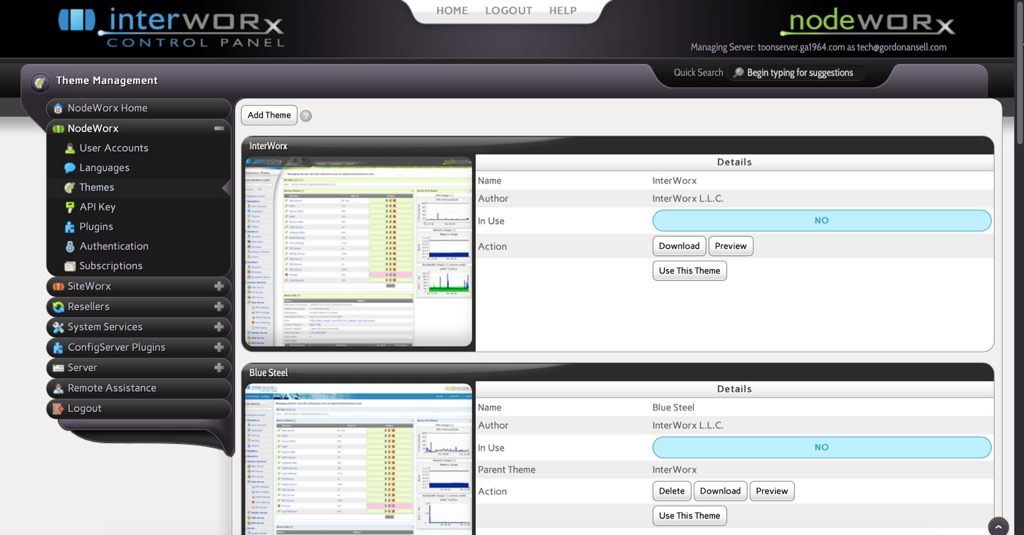 HOME LOGOUT HELP
interworx
CONTROL PANEL
nodeworx
Managing Server: toonserver.ga1964.com as tech@gordonansell.com
Theme Management
Quick Search Begin typing for suggestions
NodeWorx Home
NodeWorx
User Accounts
Languages
Themes
API Key
Plugins
Authentication
Subscriptions
SiteWorx
Resellers
System Services
ConfigServer Plugins
Server
Remote Assistance
Logout
Add Theme ?
InterWorx
Details
Name InterWorx
Author InterWorx L.L.C.
In Use NO
Action Download Preview
Use This Theme
Blue Steel
Details
Name Blue Steel
Author InterWorx L.L.C.
In Use NO
Parent Theme InterWorx
Action Delete Download Preview
Use This Theme